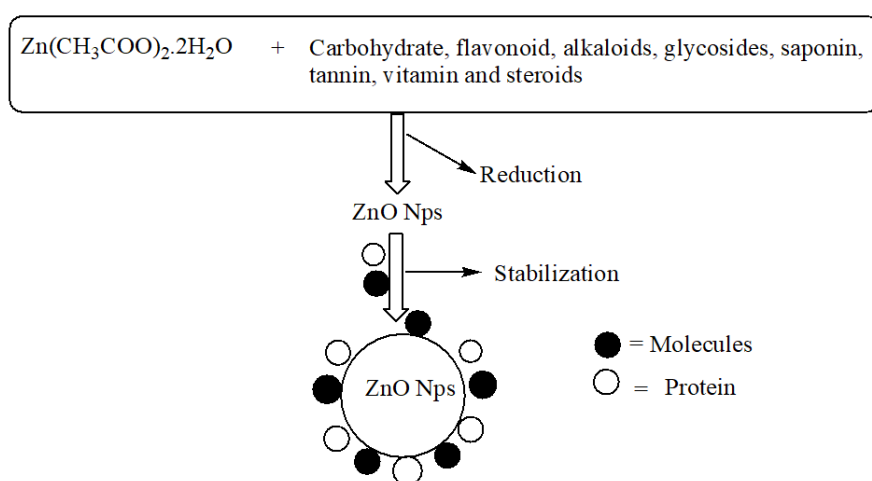 Zn(CH₃COO)₂.2H₂O + Carbohydrate, flavonoid, alkaloids, glycosides, saponin,
tannin, vitamin and steroids
Reduction
ZnO Nps
Stabilization
ZnO Nps
= Molecules
= Protein